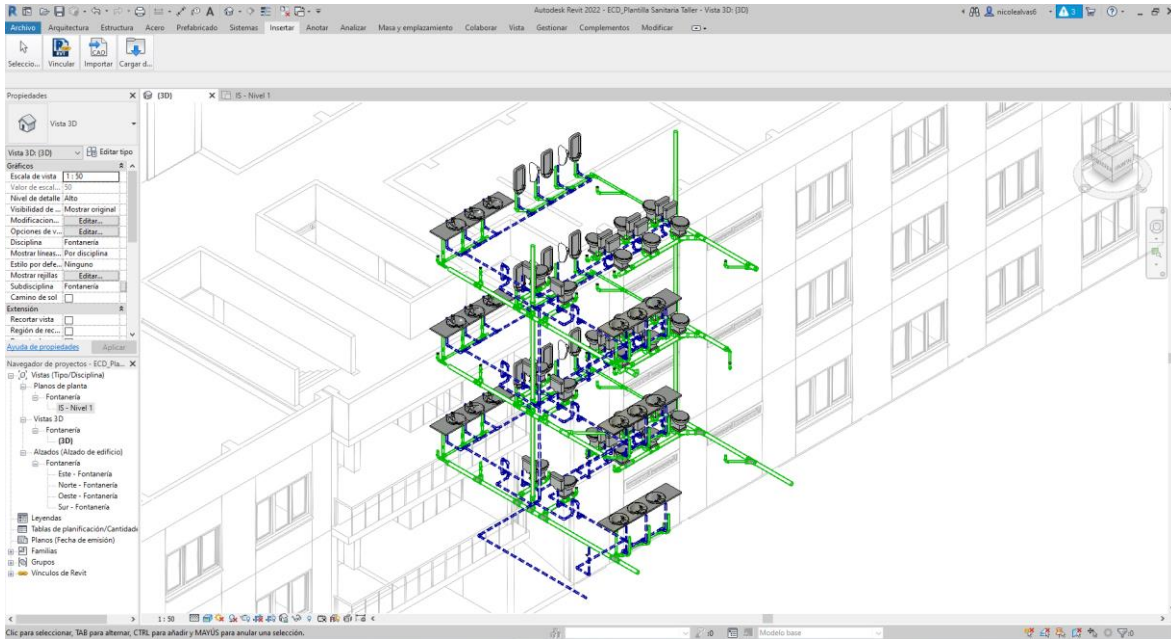 Autodesk Revit 2022 - ECD_Plantilla Sanitaria Taller - Vista 3D: {3D}
nicolealvas6
3
Archivo Arquitectura Estructura Acero Prefabricado Sistemas Insertar Anotar Analizar Masa y emplazamiento Colaborar Vista Gestionar Complementos Modificar
Seleccio... Vincular Importar Cargar d...
Propiedades
{3D}
IS - Nivel 1
Vista 3D
Vista 3D: {3D}
Editar tipo
Gráficos
Escala de vista 1 : 50
Valor de escal... 50
Nivel de detalle Alto
Visibilidad de ... Mostrar original
Modificacion... Editar...
Opciones de v... Editar...
Disciplina Fontanería
Mostrar líneas... Por disciplina
Estilo por defe... Ninguno
Mostrar rejillas Editar...
Subdisciplina Fontanería
Camino de sol
Extensión
Recortar vista
Región de rec...
Ayuda de propiedades Aplicar
Navegador de proyectos - ECD_Pla...
Vistas (Tipo/Disciplina)
Planos de planta
Fontanería
IS - Nivel 1
Vistas 3D
Fontanería
{3D}
Alzados (Alzado de edificio)
Fontanería
Este - Fontanería
Norte - Fontanería
Oeste - Fontanería
Sur - Fontanería
Leyendas
Tablas de planificación/Cantidade
Planos (Fecha de emisión)
Familias
Grupos
Vínculos de Revit
1 : 50
Clic para seleccionar, TAB para alternar, CTRL para añadir y MAYÚS para anular una selección.
:0
Modelo base
:0